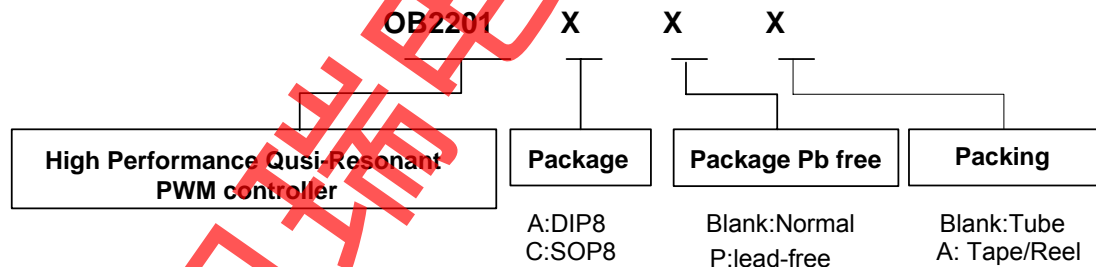 OB2201 X X X
High Performance Qusi-Resonant
PWM controller
Package
Package Pb free
Packing
A:DIP8
C:SOP8
Blank:Normal
P:lead-free
Blank:Tube
A: Tape/Reel
瑞